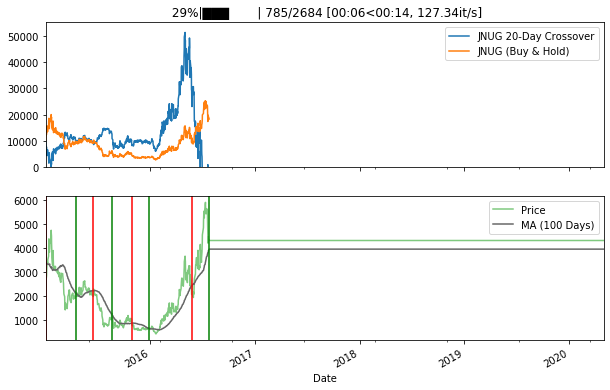 29%|███ | 785/2684 [00:06<00:14, 127.34it/s]
50000
40000
30000
20000
10000
0
JNUG 20-Day Crossover
JNUG (Buy & Hold)
6000
5000
4000
3000
2000
1000
Price
MA (100 Days)
2016
2017
2018
2019
2020
Date